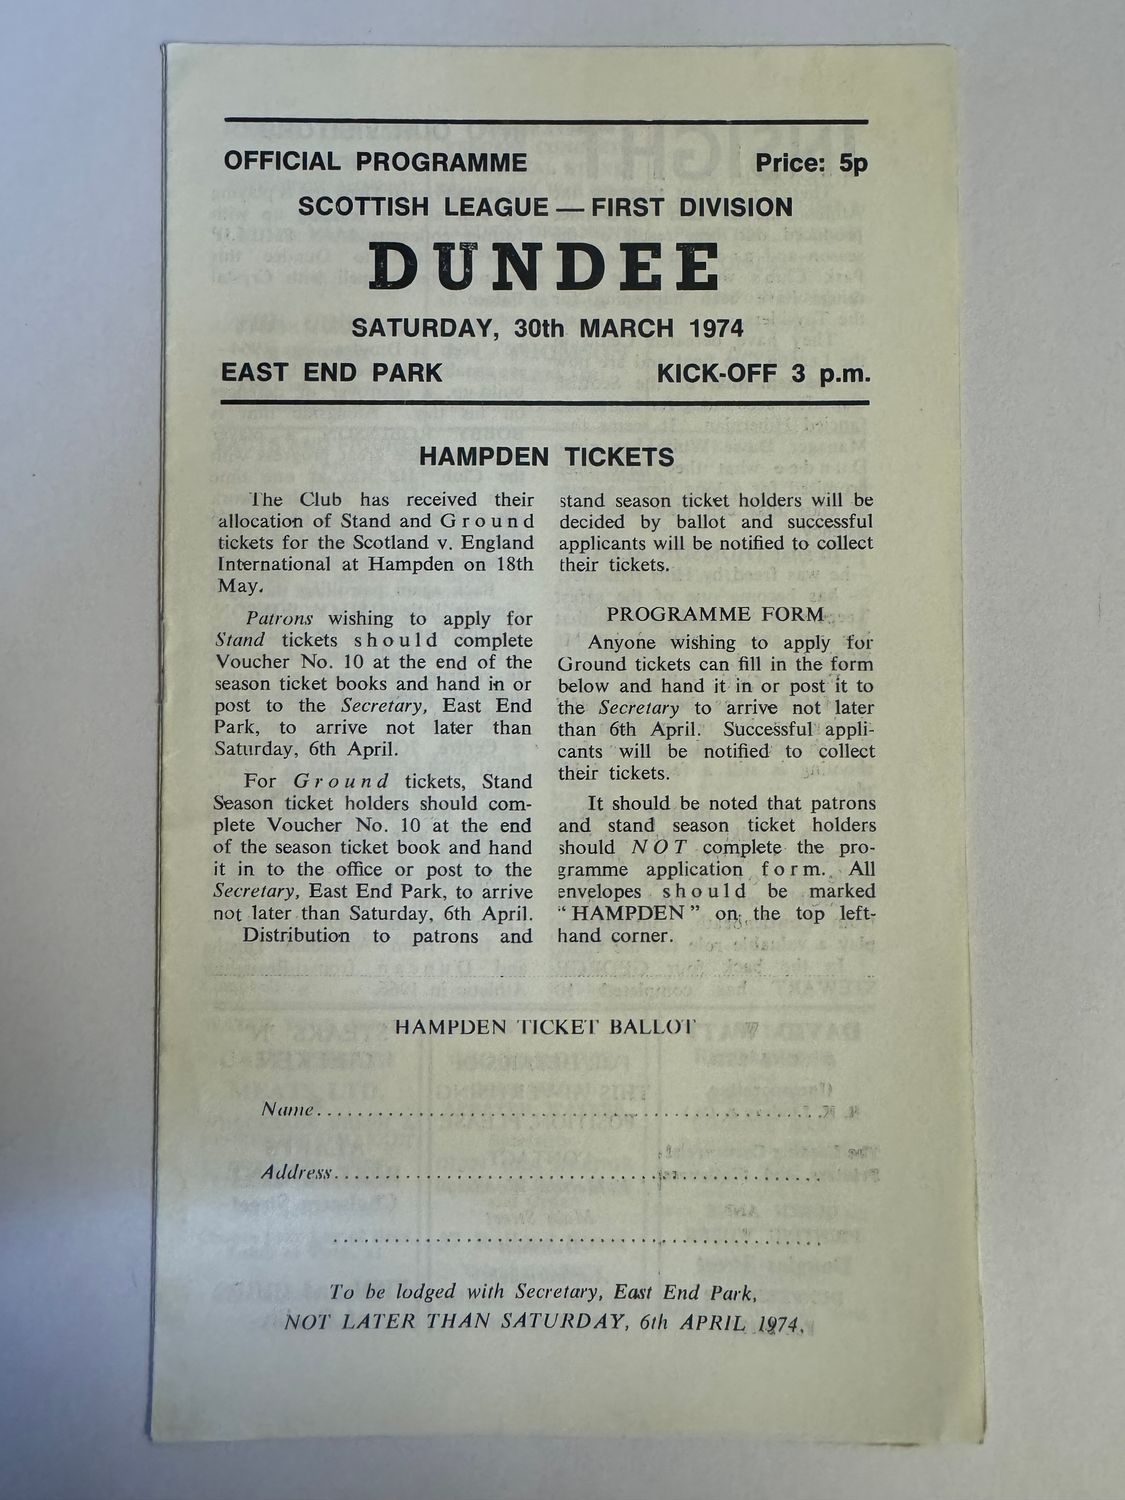 OFFICIAL PROGRAMME Price: 5p
SCOTTISH LEAGUE — FIRST DIVISION
DUNDEE
SATURDAY, 30th MARCH 1974
EAST END PARK KICK-OFF 3 p.m.
HAMPDEN TICKETS
The Club has received their
allocation of Stand and Ground
tickets for the Scotland v. England
International at Hampden on 18th
May.
Patrons wishing to apply for
Stand tickets should complete
Voucher No. 10 at the end of the
season ticket books and hand in or
post to the Secretary, East End
Park, to arrive not later than
Saturday, 6th April.
For Ground tickets, Stand
Season ticket holders should com-
plete Voucher No. 10 at the end
of the season ticket book and hand
it in to the office or post to the
Secretary, East End Park, to arrive
not later than Saturday, 6th April.
Distribution to patrons and
stand season ticket holders will be
decided by ballot and successful
applicants will be notified to collect
their tickets.
PROGRAMME FORM
Anyone wishing to apply for
Ground tickets can fill in the form
below and hand it in or post it to
the Secretary to arrive not later
than 6th April. Successful appli-
cants will be notified to collect
their tickets.
It should be noted that patrons
and stand season ticket holders
should NOT complete the pro-
gramme application form. All
envelopes should be marked
"HAMPDEN" on the top left-
hand corner.
HAMPDEN TICKET BALLOT
Name
Address
To be lodged with Secretary, East End Park,
NOT LATER THAN SATURDAY, 6th APRIL 1974.